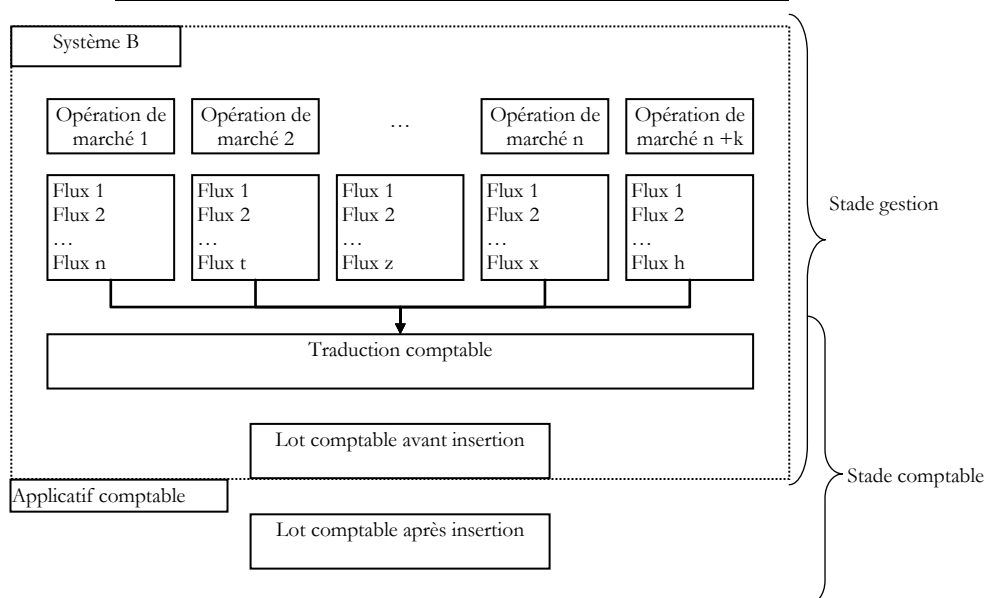 Système B
Opération de
marché 1
Opération de
marché 2
…
Opération de
marché n
Opération de
marché n +k
Flux 1
Flux 2
…
Flux n
Flux 1
Flux 2
…
Flux t
Flux 1
Flux 2
…
Flux z
Flux 1
Flux 2
…
Flux x
Flux 1
Flux 2
…
Flux h
Stade gestion
Traduction comptable
Lot comptable avant insertion
Stade comptable
Applicatif comptable
Lot comptable après insertion